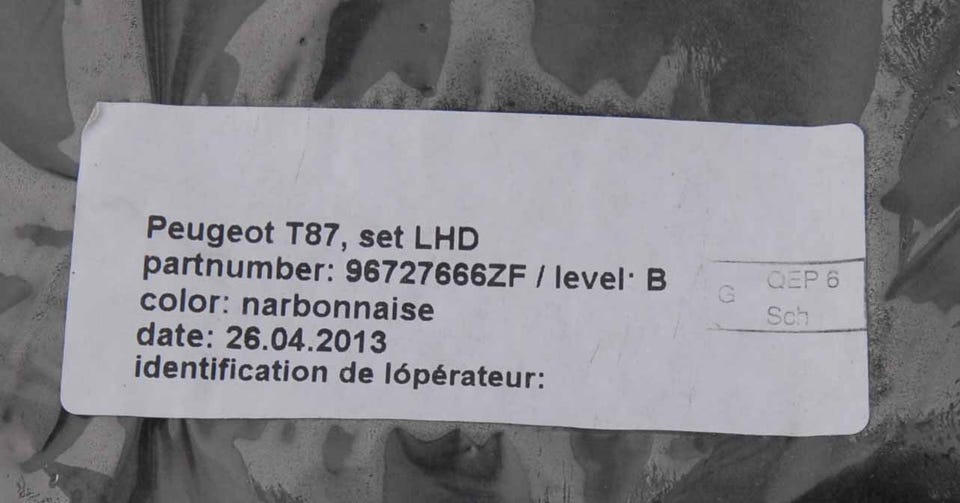 Peugeot T87, set LHD
partnumber: 96727666ZF / level: B
color: narbonnaise
date: 26.04.2013
identification de lópérateur:
G QEP 6
Sch